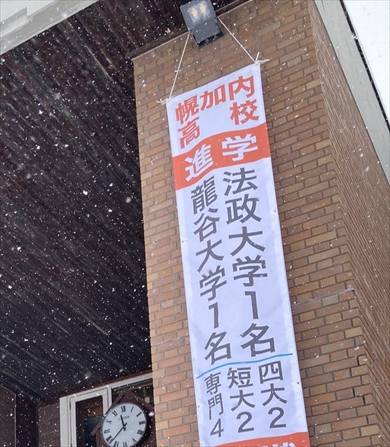 幌加内
高校
進学
法政大学1名
龍谷大学1名
四大2
短大2
専門4